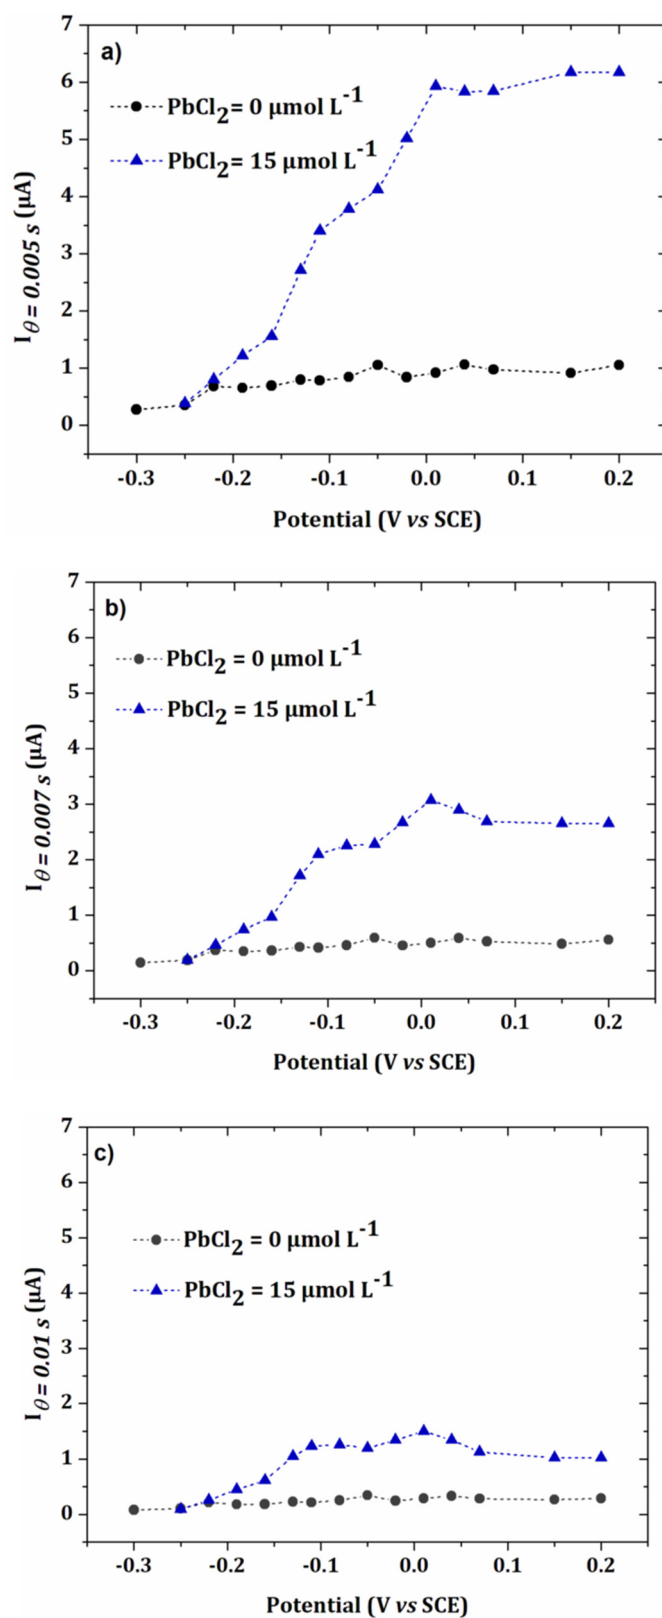 a)
7
6
5
4
3
2
1
0
I θ = 0.005 s (µA)
PbCl2= 0 µmol L-1
PbCl2= 15 µmol L-1
-0.3 -0.2 -0.1 0.0 0.1 0.2
Potential (V vs SCE)
b)
7
6
5
4
3
2
1
0
I θ = 0.007 s (µA)
PbCl2 = 0 µmol L-1
PbCl2 = 15 µmol L-1
-0.3 -0.2 -0.1 0.0 0.1 0.2
Potential (V vs SCE)
c)
7
6
5
4
3
2
1
0
I θ = 0.01 s (µA)
PbCl2 = 0 µmol L-1
PbCl2 = 15 µmol L-1
-0.3 -0.2 -0.1 0.0 0.1 0.2
Potential (V vs SCE)